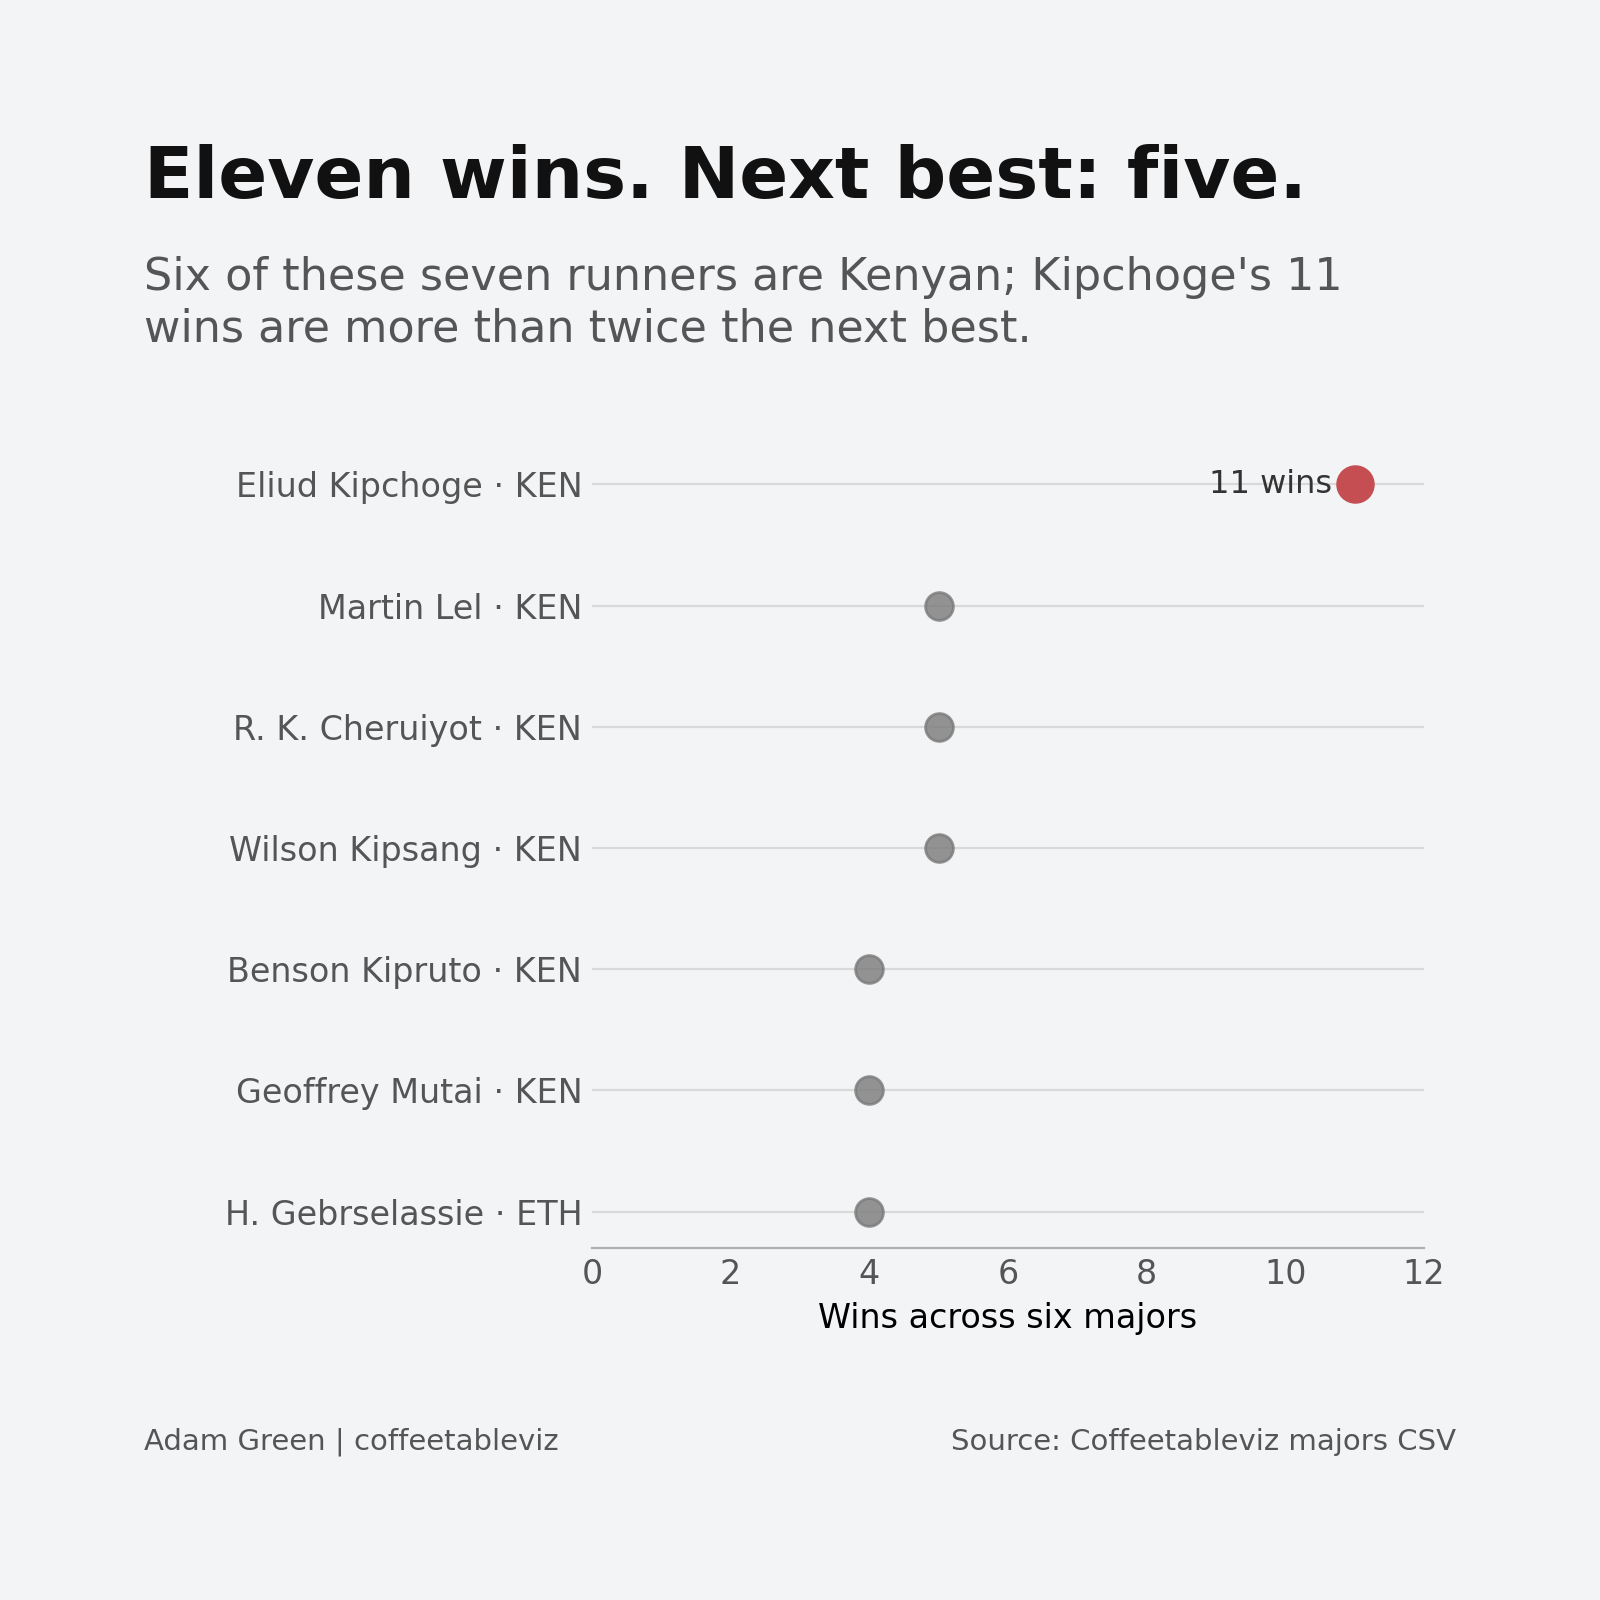 Eleven wins. Next best: five.
Six of these seven runners are Kenyan; Kipchoge's 11
wins are more than twice the next best.
Eliud Kipchoge · KEN
11 wins
Martin Lel · KEN
R. K. Cheruiyot · KEN
Wilson Kipsang · KEN
Benson Kipruto · KEN
Geoffrey Mutai · KEN
H. Gebrselassie · ETH
0 2 4 6 8 10 12
Wins across six majors
Adam Green | coffeetableviz
Source: Coffeetableviz majors CSV